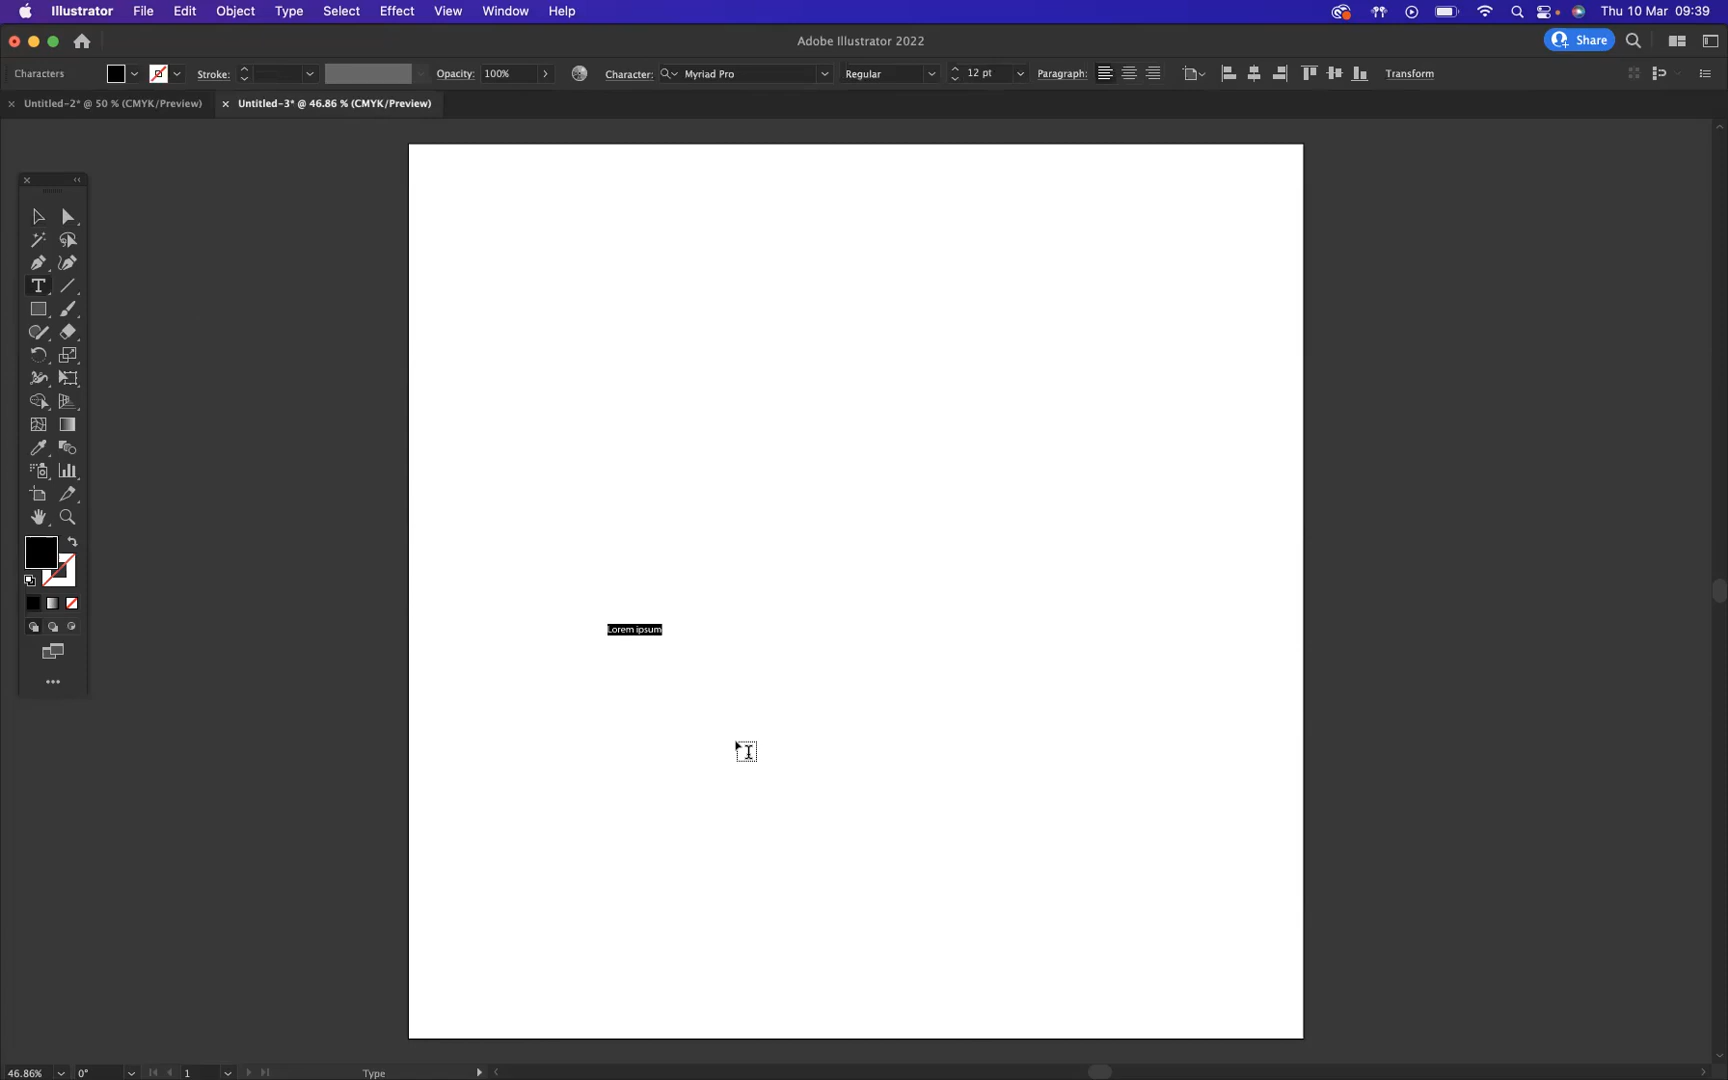 Illustrator File Edit Object Type Select Effect View Window Help Thu 10 Mar 09:39
Adobe Illustrator 2022 Share
Characters Stroke: Opacity: 100% Character: Myriad Pro Regular 12 pt Paragraph: Transform
Untitled-2* @ 50 % (CMYK/Preview) Untitled-3* @ 46.86 % (CMYK/Preview)
T
Lorem ipsum
46.86% 0° 1 Type